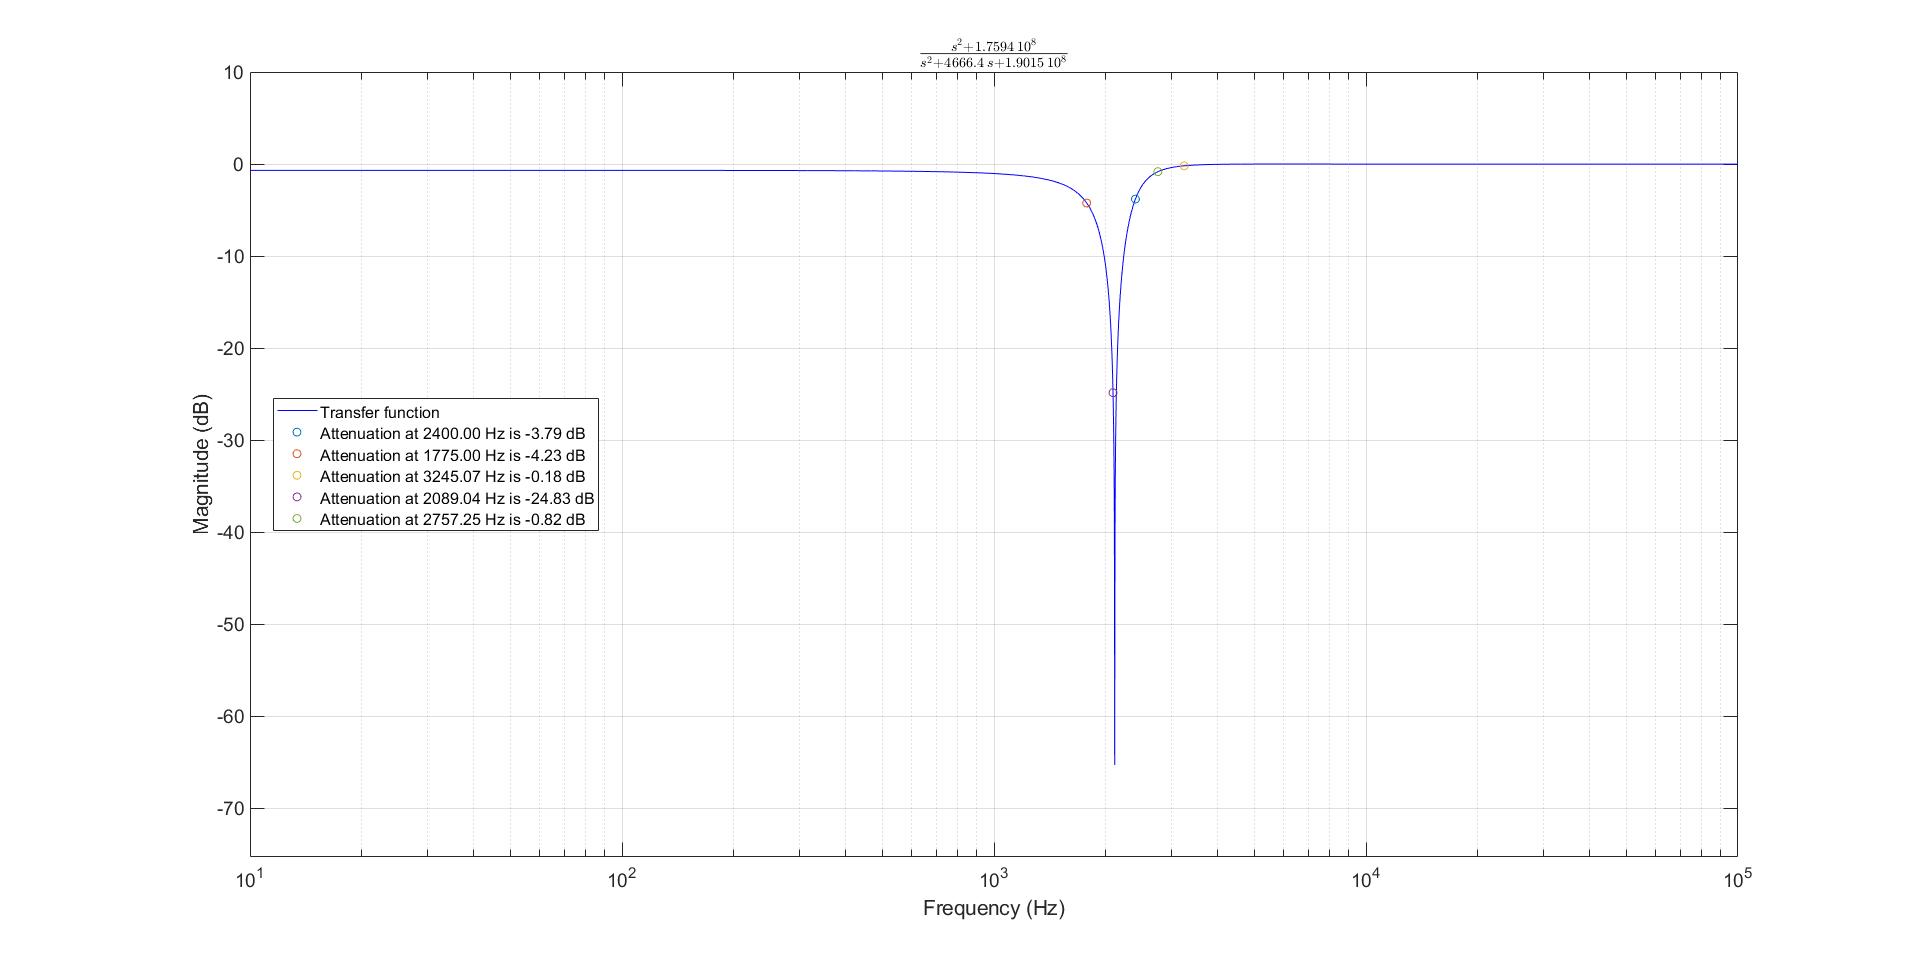 s²+1.7594 10⁸
s²+4666.4 s+1.9015 10⁸
10
0
-10
-20
-30
-40
-50
-60
-70
Magnitude (dB)
Transfer function
Attenuation at 2400.00 Hz is -3.79 dB
Attenuation at 1775.00 Hz is -4.23 dB
Attenuation at 3245.07 Hz is -0.18 dB
Attenuation at 2089.04 Hz is -24.83 dB
Attenuation at 2757.25 Hz is -0.82 dB
10¹ 10² 10³ 10⁴ 10⁵
Frequency (Hz)